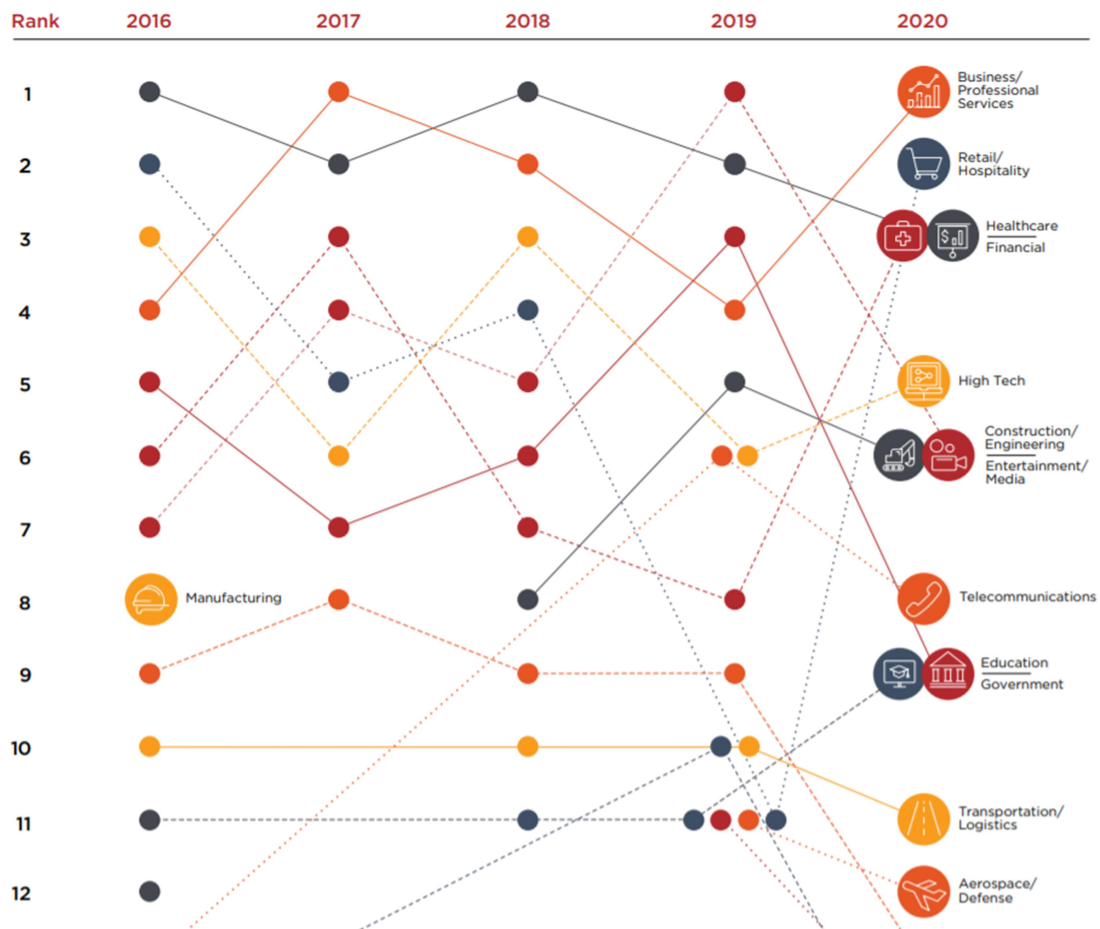 Rank 2016 2017 2018 2019 2020
1
Business/
Professional
Services
2
Retail/
Hospitality
3
Healthcare
Financial
4
5
High Tech
6
Construction/
Engineering
Entertainment/
Media
7
8
Manufacturing
Telecommunications
9
Education
Government
10
11
Transportation/
Logistics
12
Aerospace/
Defense